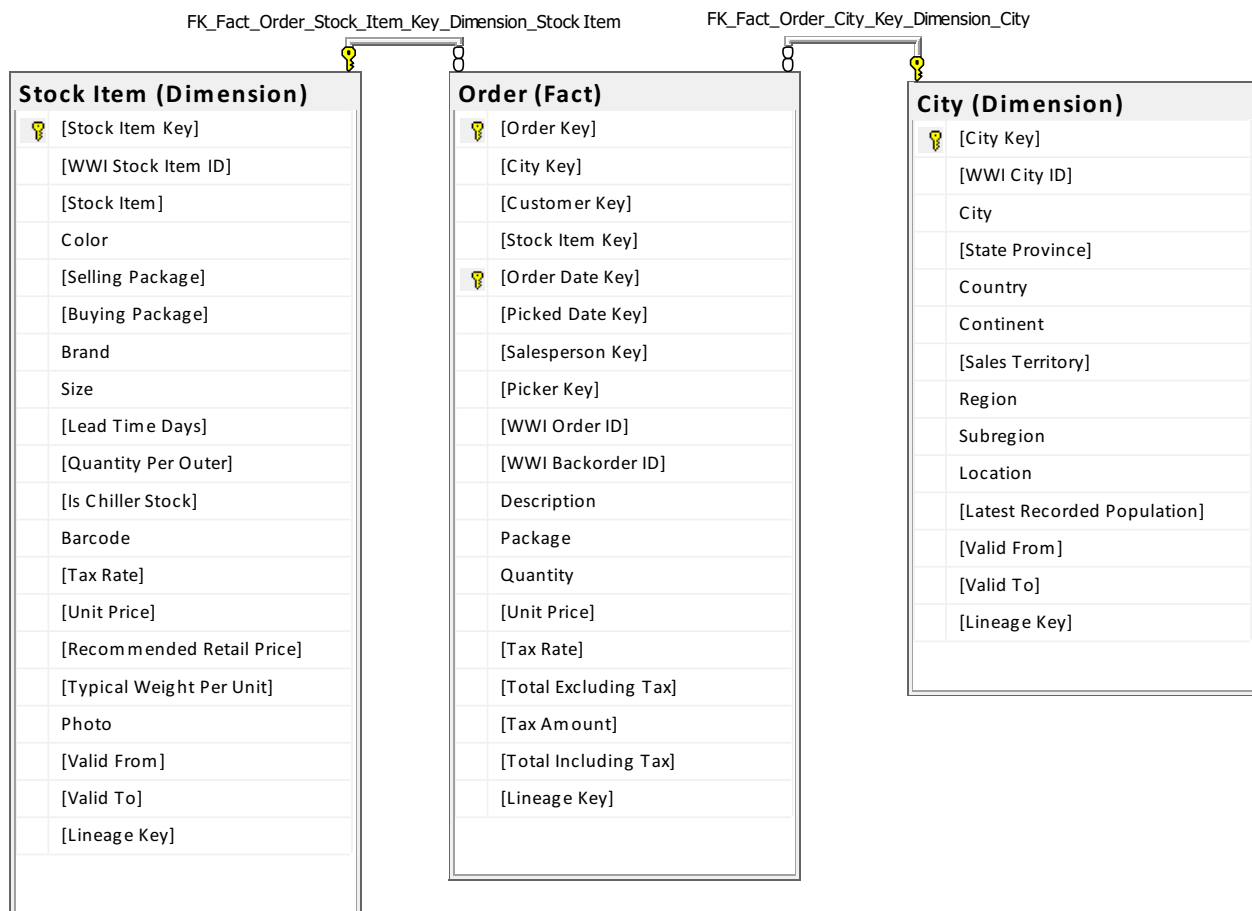 FK_Fact_Order_Stock_Item_Key_Dimension_Stock Item
FK_Fact_Order_City_Key_Dimension_City
Stock Item (Dimension)
[Stock Item Key]
[WWI Stock Item ID]
[Stock Item]
Color
[Selling Package]
[Buying Package]
Brand
Size
[Lead Time Days]
[Quantity Per Outer]
[Is Chiller Stock]
Barcode
[Tax Rate]
[Unit Price]
[Recommended Retail Price]
[Typical Weight Per Unit]
Photo
[Valid From]
[Valid To]
[Lineage Key]
Order (Fact)
[Order Key]
[City Key]
[Customer Key]
[Stock Item Key]
[Order Date Key]
[Picked Date Key]
[Salesperson Key]
[Picker Key]
[WWI Order ID]
[WWI Backorder ID]
Description
Package
Quantity
[Unit Price]
[Tax Rate]
[Total Excluding Tax]
[Tax Amount]
[Total Including Tax]
[Lineage Key]
City (Dimension)
[City Key]
[WWI City ID]
City
[State Province]
Country
Continent
[Sales Territory]
Region
Subregion
Location
[Latest Recorded Population]
[Valid From]
[Valid To]
[Lineage Key]